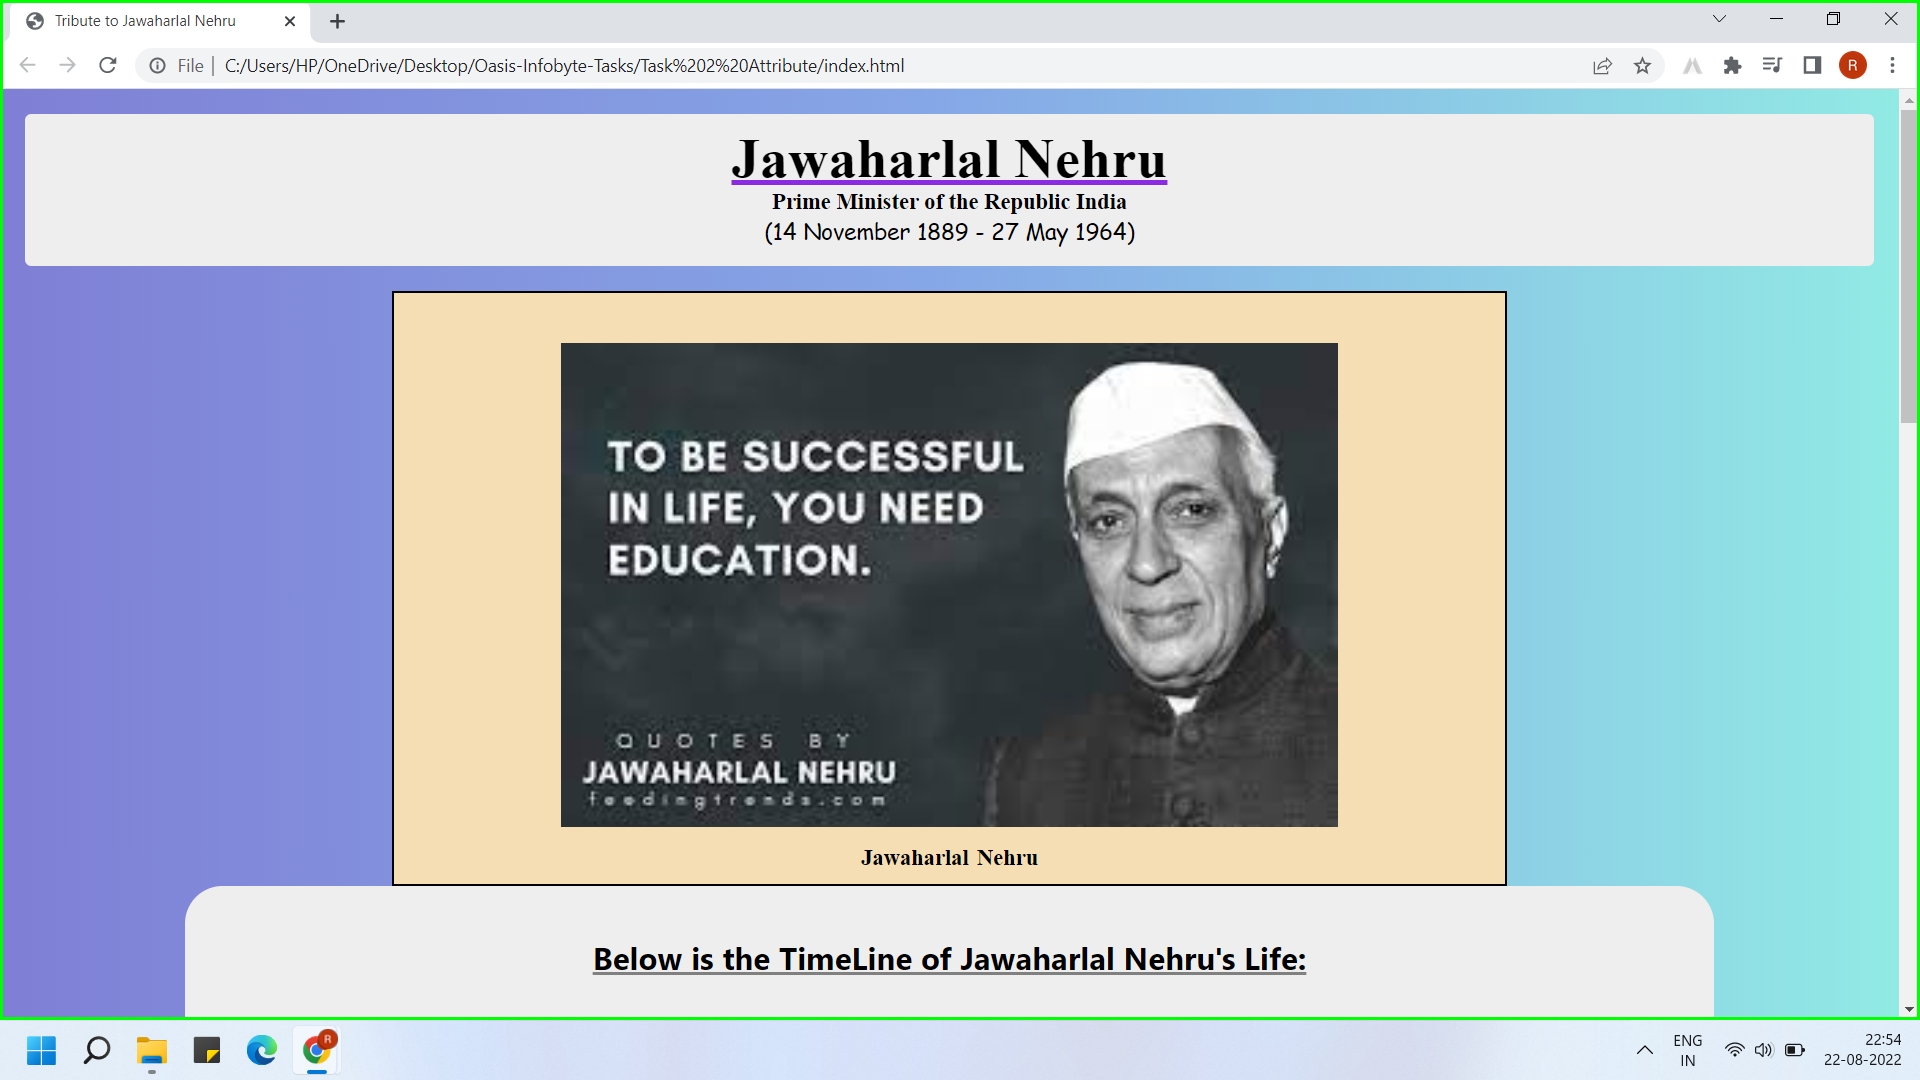 Tribute to Jawaharlal Nehru
File
C:/Users/HP/OneDrive/Desktop/Oasis-Infobyte-Tasks/Task%202%20Attribute/index.html
R
Jawaharlal Nehru
Prime Minister of the Republic India
(14 November 1889 - 27 May 1964)
TO BE SUCCESSFUL
IN LIFE, YOU NEED
EDUCATION.
QUOTES BY
JAWAHARLAL NEHRU
feedingtrends.com
Jawaharlal Nehru
Below is the TimeLine of Jawaharlal Nehru's Life:
R
ENG
IN
22:54
22-08-2022